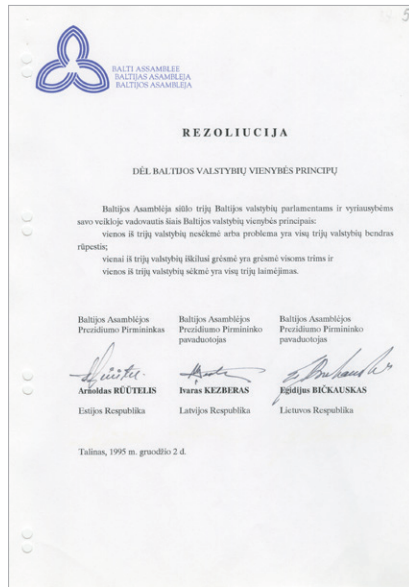 5
BALTI ASSAMBLEE
BALTIJAS ASAMBLEJA
BALTIJOS ASAMBLĖJA
REZOLIUCIJA
DĖL BALTIJOS VALSTYBIŲ VIENYBĖS PRINCIPŲ
Baltijos Asamblėja siūlo trijų Baltijos valstybių parlamentams ir vyriausybėms
savo veikloje vadovautis šiais Baltijos valstybių vienybės principais:
vienos iš trijų valstybių nesėkmė arba problema yra visų trijų valstybių bendras
rūpestis;
vienai iš trijų valstybių iškilusi grėsmė yra grėsmė visoms trims ir
vienos iš trijų valstybių sėkmė yra visų trijų laimėjimas.
Baltijos Asamblėjos Baltijos Asamblėjos Baltijos Asamblėjos
Prezidiumo Pirmininkas Prezidiumo Pirmininko Prezidiumo Pirmininko
pavaduotojas pavaduotojas
Arnoldas RÜÜTELIS Ivaras KEZBERAS Egidijus BIČKAUSKAS
Estijos Respublika Latvijos Respublika Lietuvos Respublika
Talinas, 1995 m. gruodžio 2 d.